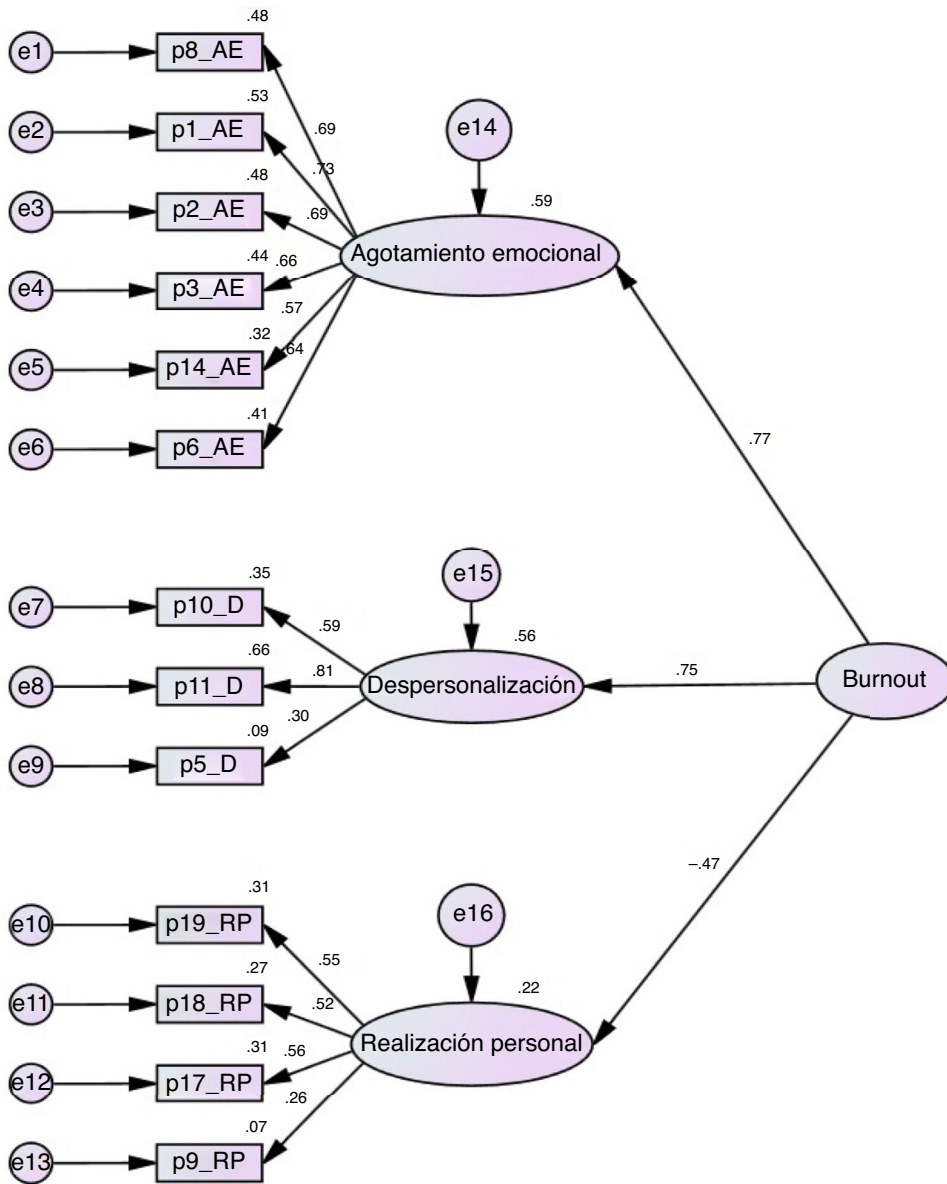 .48
e1 p8_AE
.69
.53
e2 p1_AE
.73
e14
.48
e3 p2_AE
.69
.59
Agotamiento emocional
.44 .66
e4 p3_AE
.57
.32 .64
e5 p14_AE
.41
e6 p6_AE
.77
.35
e7 p10_D
.59
e15
.56
.66
e8 p11_D
.81
Despersonalización
.75
Burnout
.30
.09
e9 p5_D
–.47
.31
e10 p19_RP
.55
e16
.22
.27
e11 p18_RP
.52
Realización personal
.31 .56
e12 p17_RP
.26
.07
e13 p9_RP